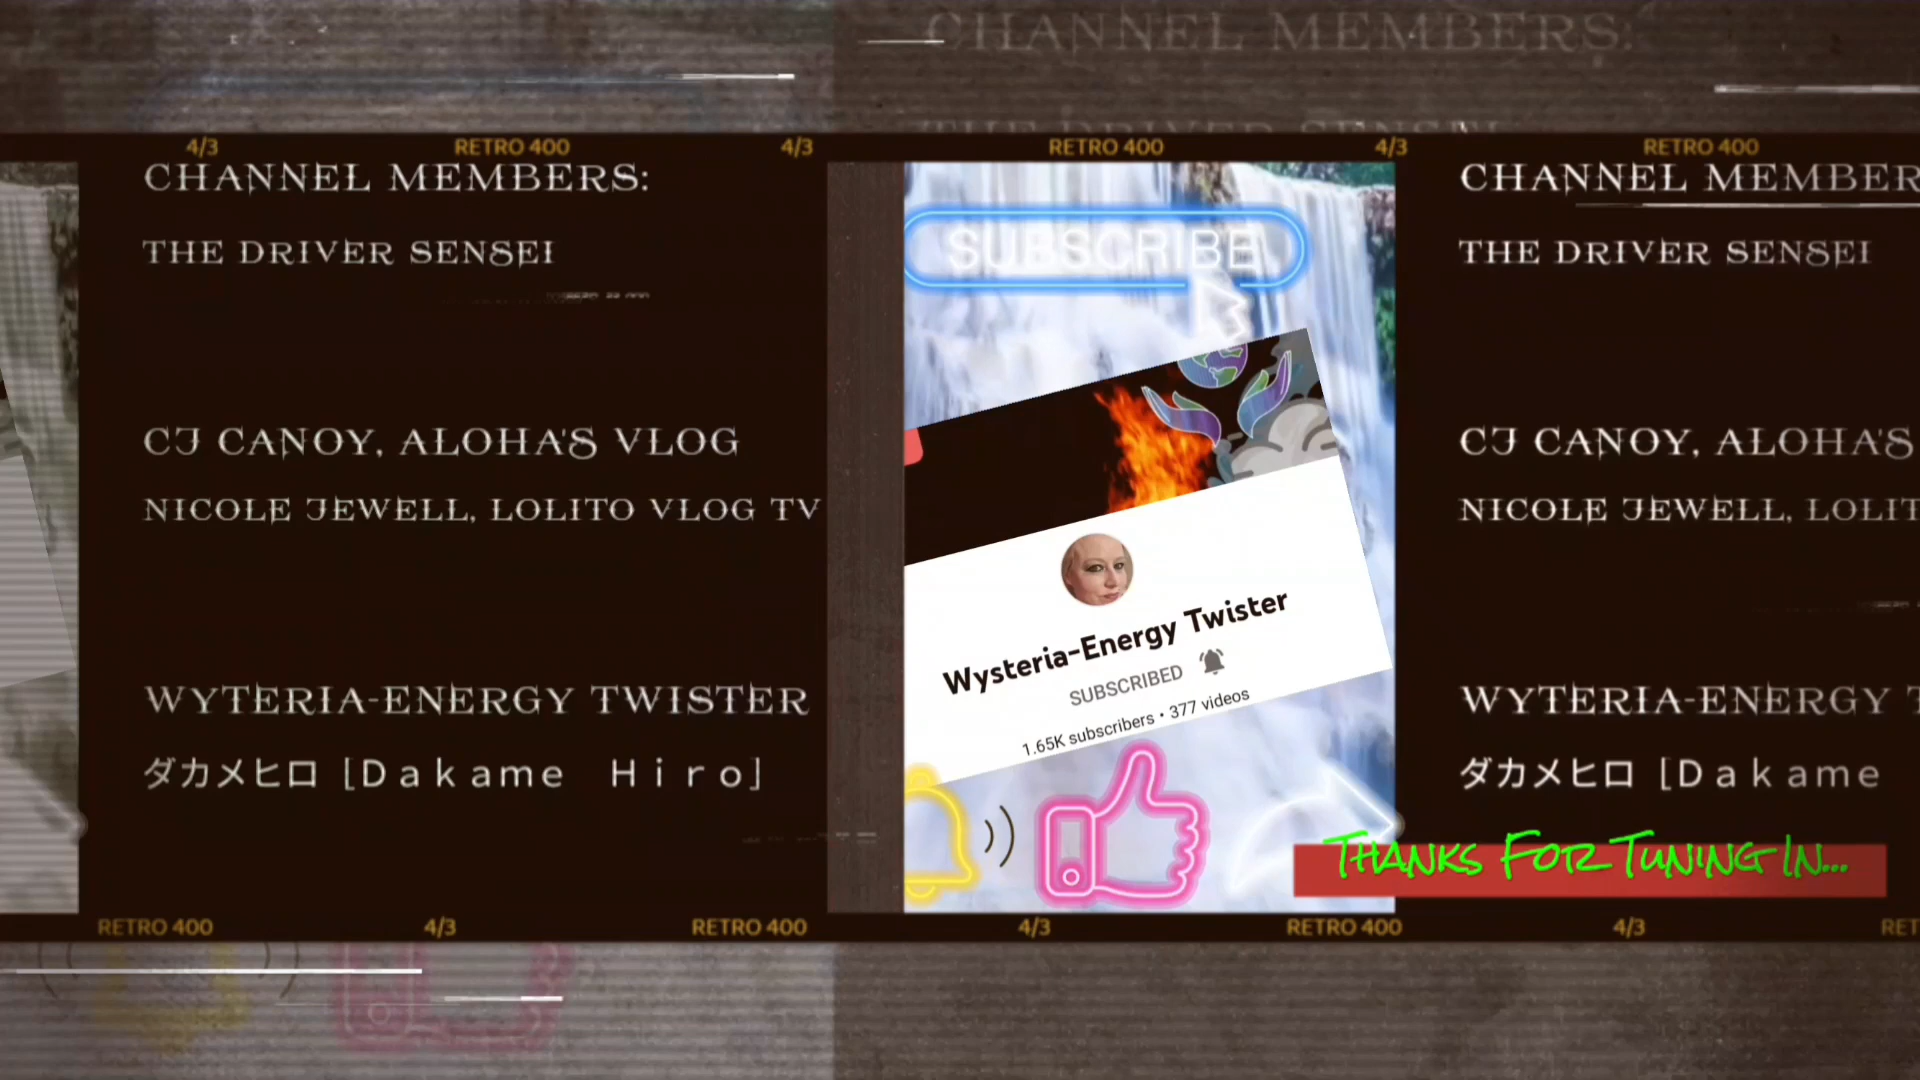 CHANNEL MEMBERS:
4/3 RETRO 400 4/3 RETRO 400 4/3 RETRO 400
CHANNEL MEMBERS:
THE DRIVER SENSEI
CJ CANOY, ALOHA'S VLOG
NICOLE JEWELL, LOLITO VLOG TV
WYTERIA-ENERGY TWISTER
ダカメヒロ [Dakame Hiro]
SUBSCRIBE
Wysteria-Energy Twister
SUBSCRIBED
1.65K subscribers • 377 videos
CHANNEL MEMBER
THE DRIVER SENSEI
CJ CANOY, ALOHA'S
NICOLE JEWELL, LOLIT
WYTERIA-ENERGY T
ダカメヒロ [Dakame
Thanks For Tuning In...
RETRO 400 4/3 RETRO 400 4/3 RETRO 400 4/3 RET